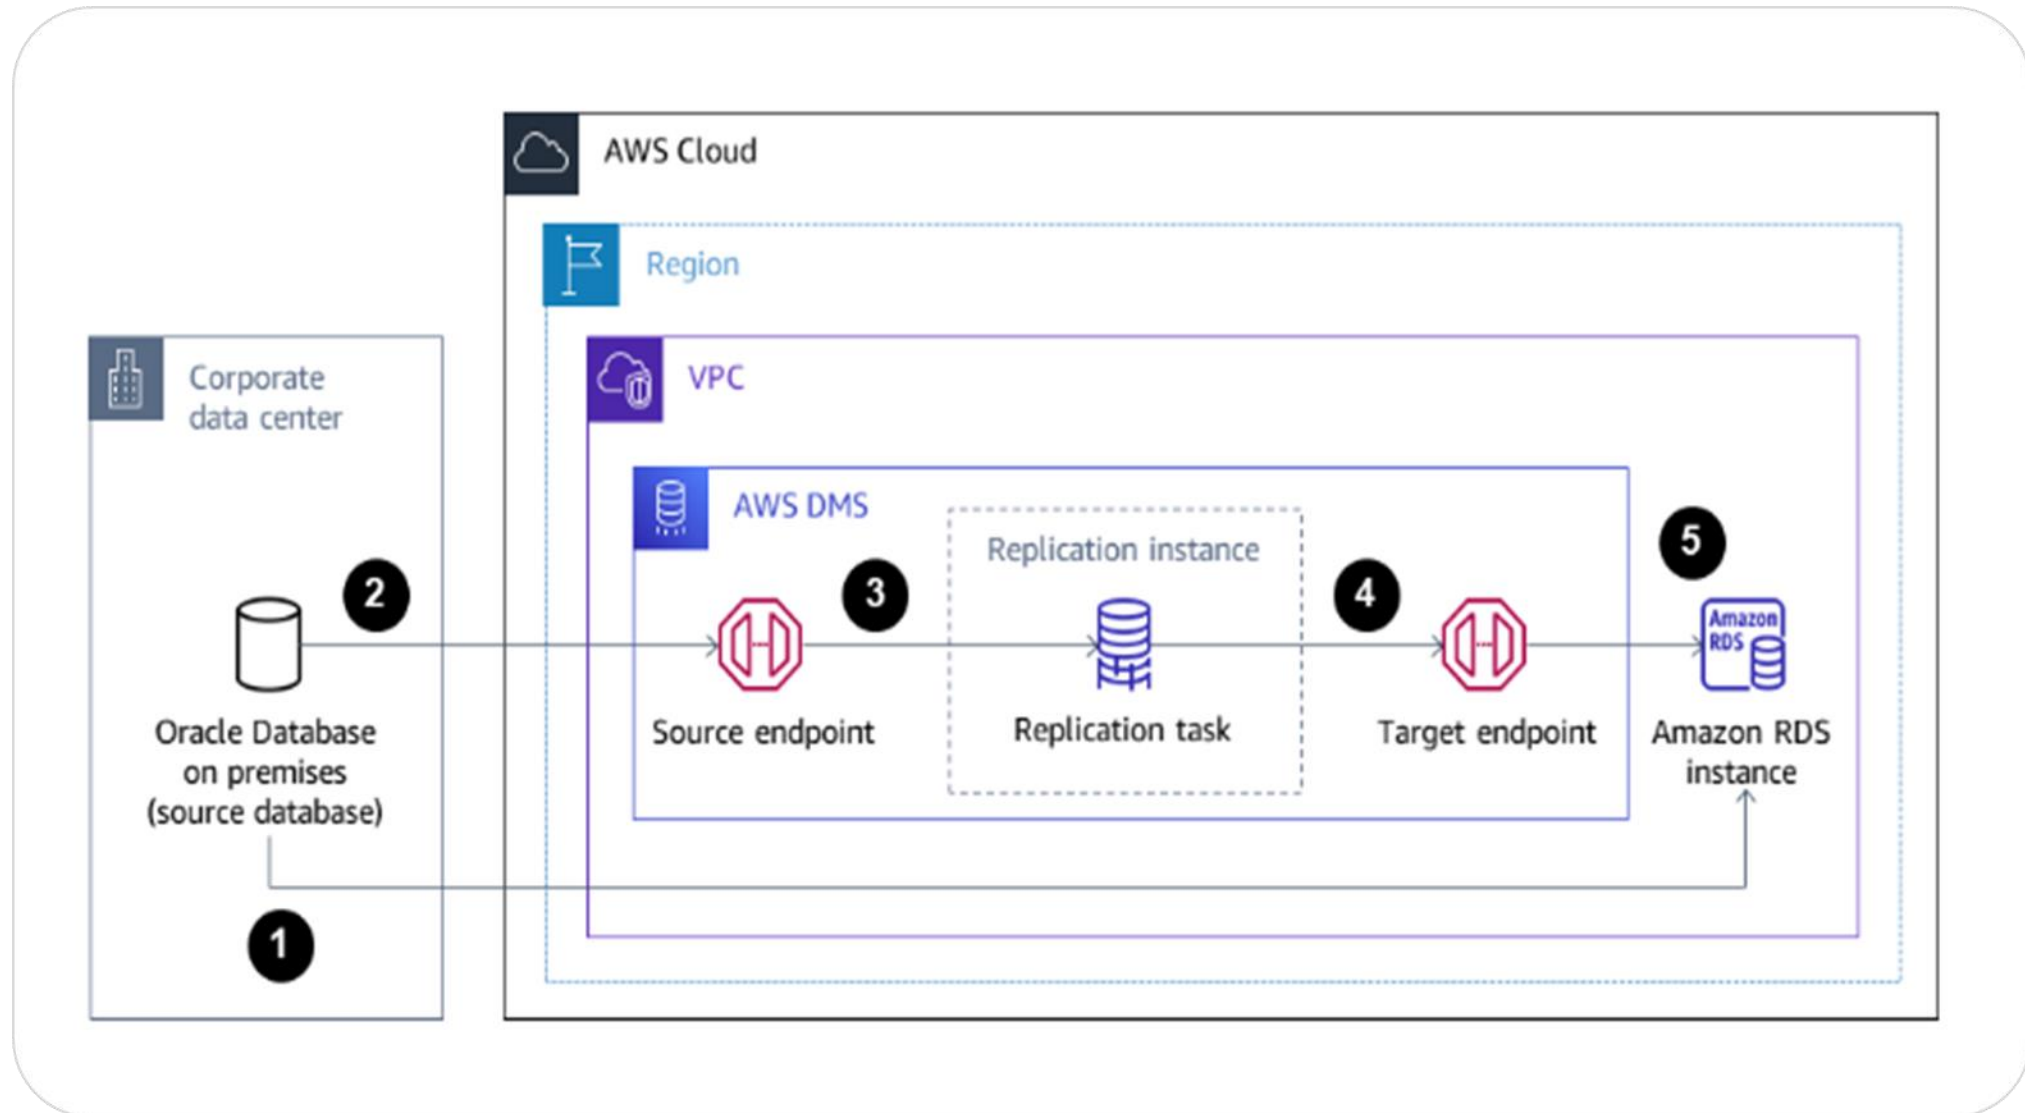 AWS Cloud
Region
Corporate
data center
VPC
AWS DMS
Replication instance
5
2
3
4
Amazon
RDS
Oracle Database
on premises
(source database)
Source endpoint
Replication task
Target endpoint
Amazon RDS
instance
1